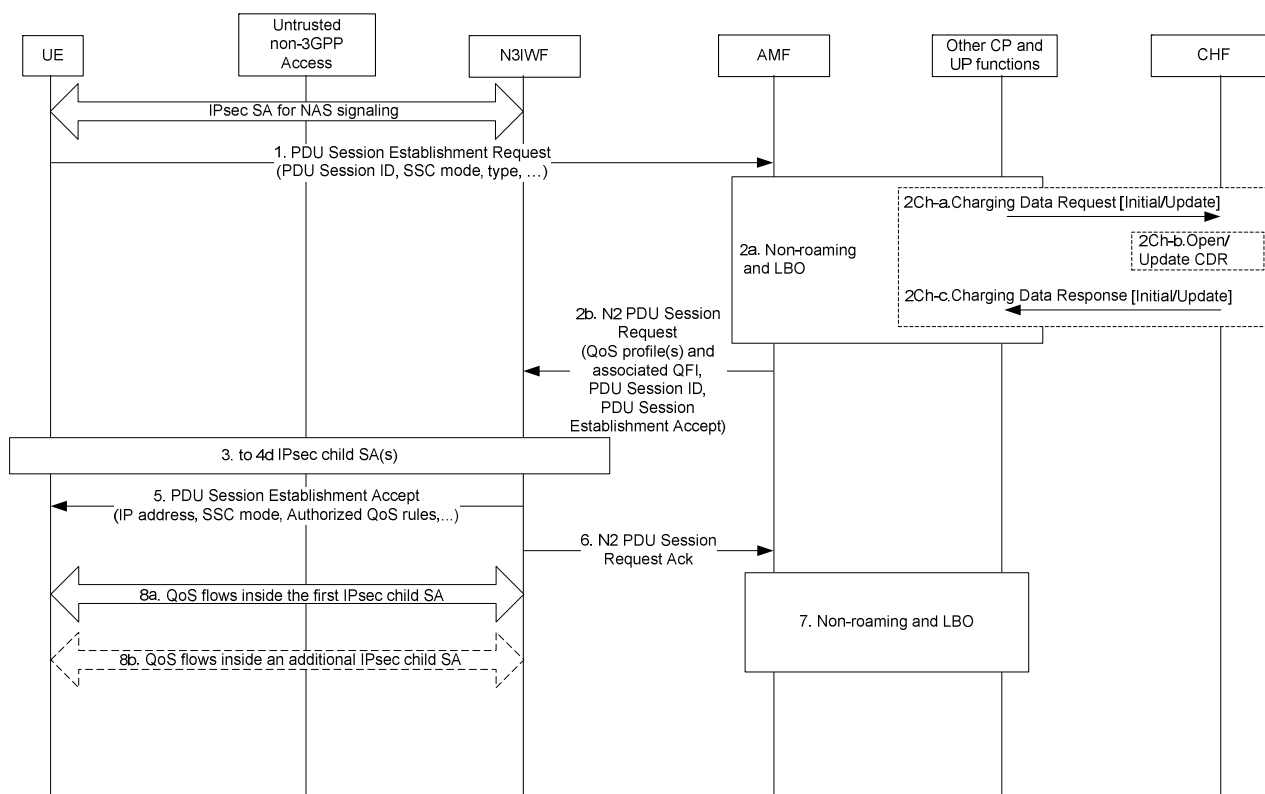 Untrusted
non-3GPP
Access
UE
N3IWF
AMF
Other CP and
UP functions
CHF
IPsec SA for NAS signaling
1. PDU Session Establishment Request
(PDU Session ID, SSC mode, type, …)
2Ch-a.Charging Data Request [Initial/Update]
2Ch-b.Open/
Update CDR
2a. Non-roaming
and LBO
2Ch-c.Charging Data Response [Initial/Update]
2b. N2 PDU Session
Request
(QoS profile(s) and
associated QFI,
PDU Session ID,
PDU Session
Establishment Accept)
3. to 4d IPsec child SA(s)
5. PDU Session Establishment Accept
(IP address, SSC mode, Authorized QoS rules,...)
6. N2 PDU Session
Request Ack
8a. QoS flows inside the first IPsec child SA
7. Non-roaming and LBO
8b. QoS flows inside an additional IPsec child SA